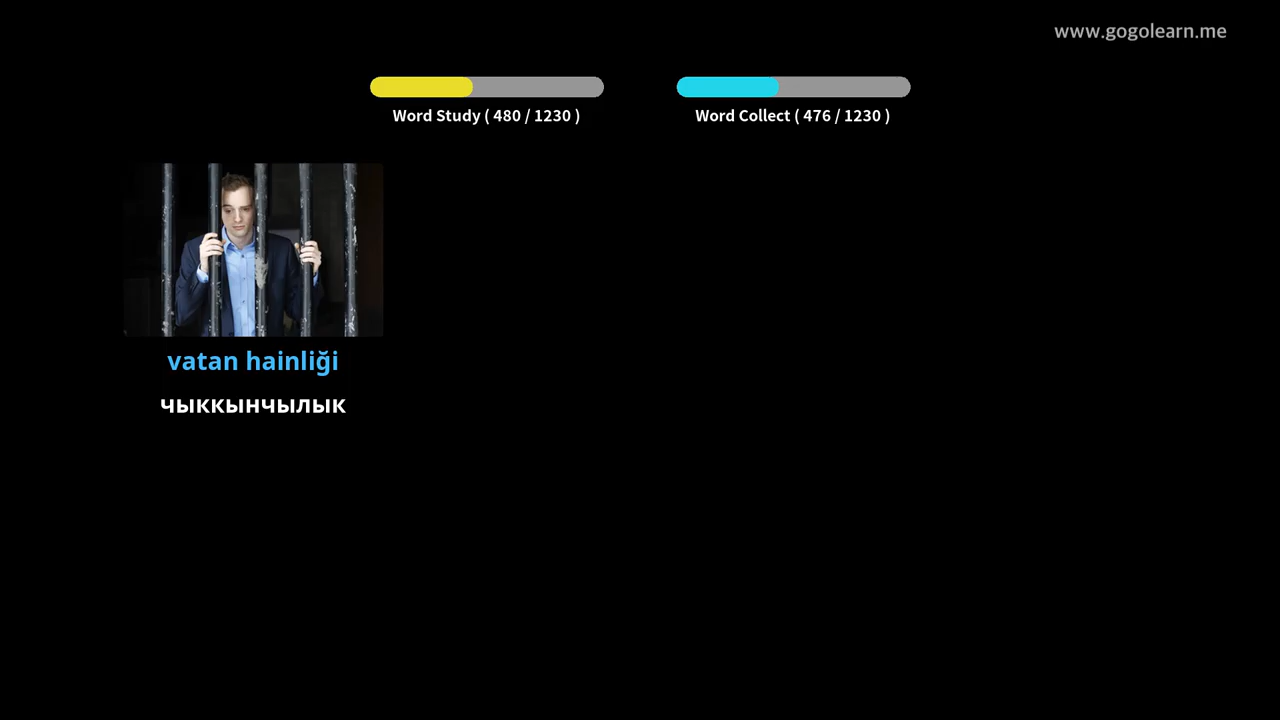 www.gogolearn.me
Word Study ( 480 / 1230 )
Word Collect ( 476 / 1230 )
vatan hainliği
чыккынчылык